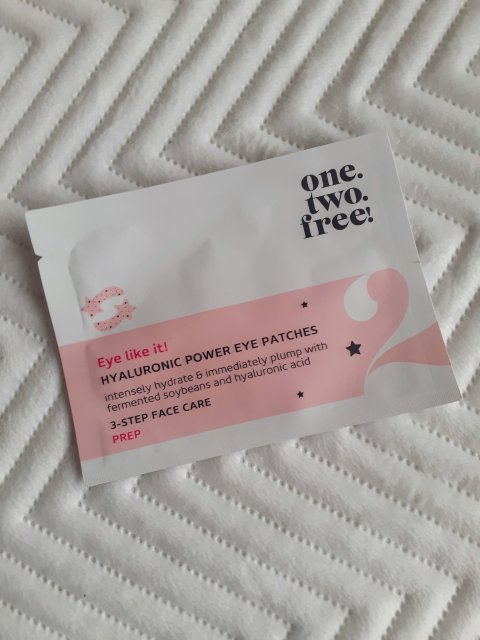 one.
two.
free!
Eye like it!
HYALURONIC POWER EYE PATCHES
intensely hydrate & immediately plump with
fermented soybeans and hyaluronic acid
3-STEP FACE CARE
PREP
2